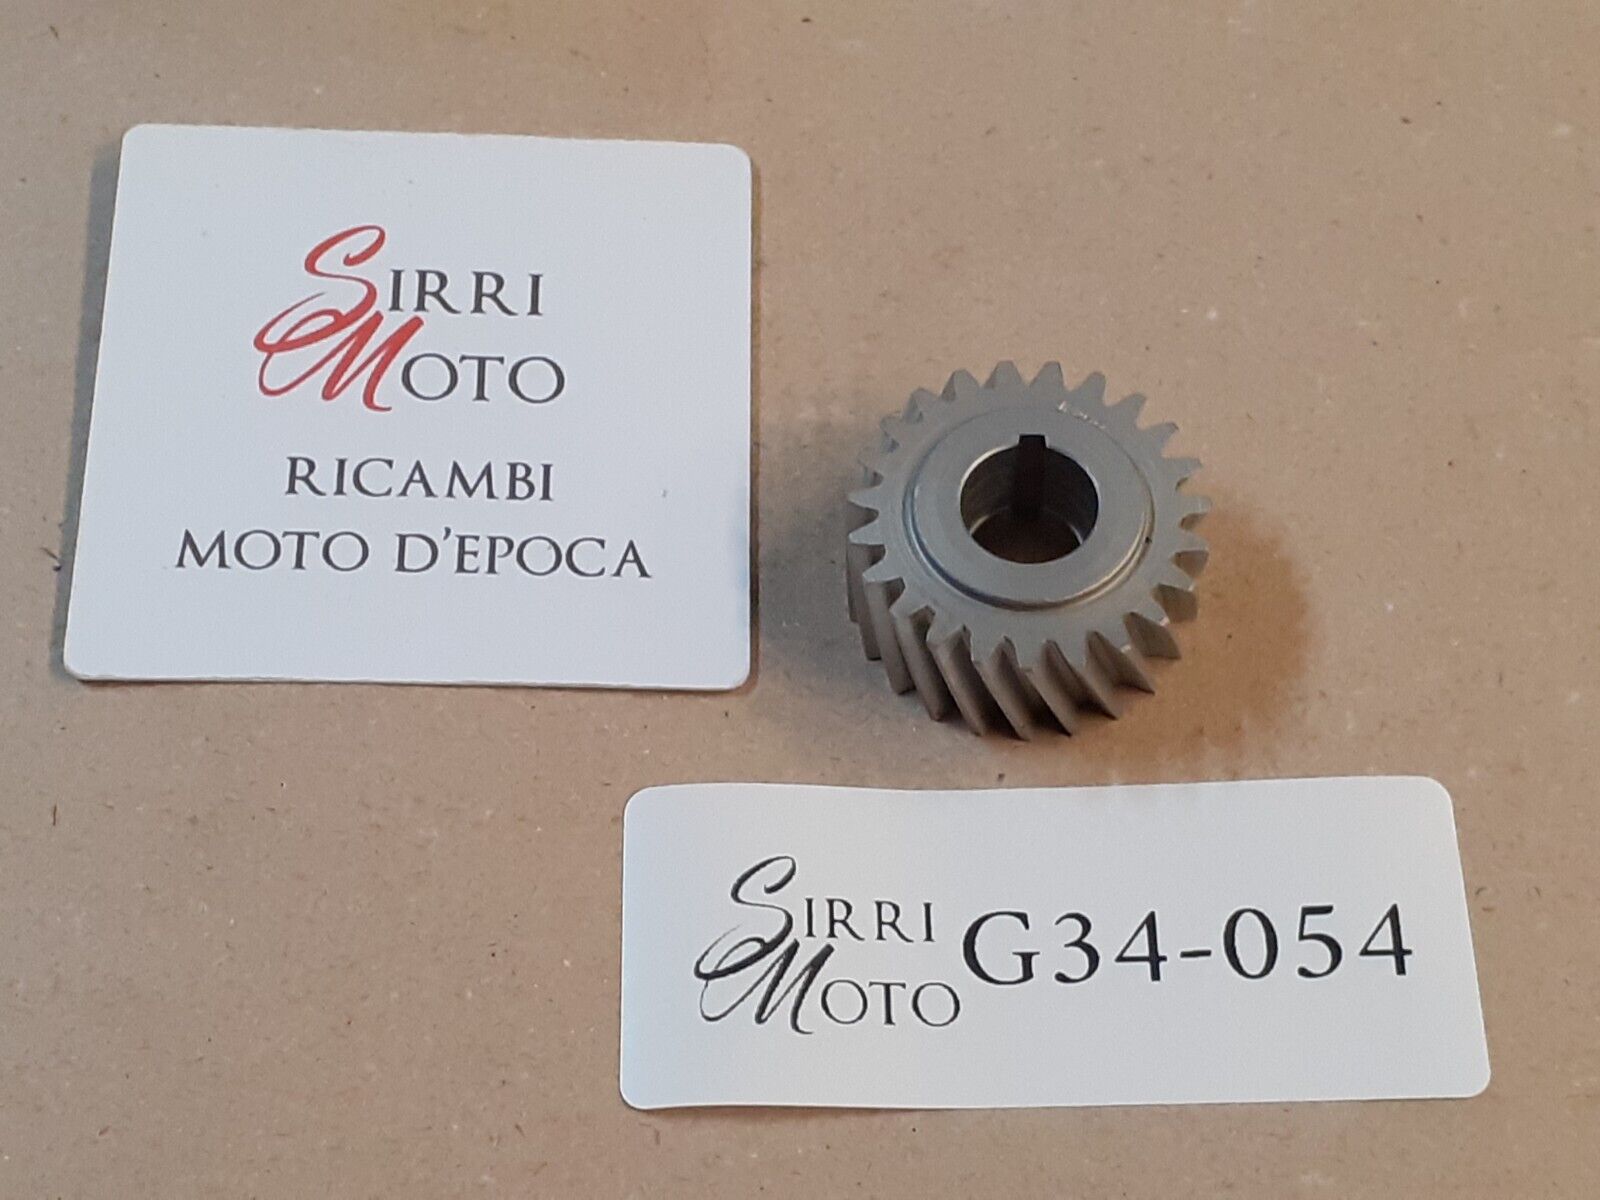 SIRRI
MOTO
RICAMBI
MOTO D'EPOCA
SIRRI
MOTO
G34-054